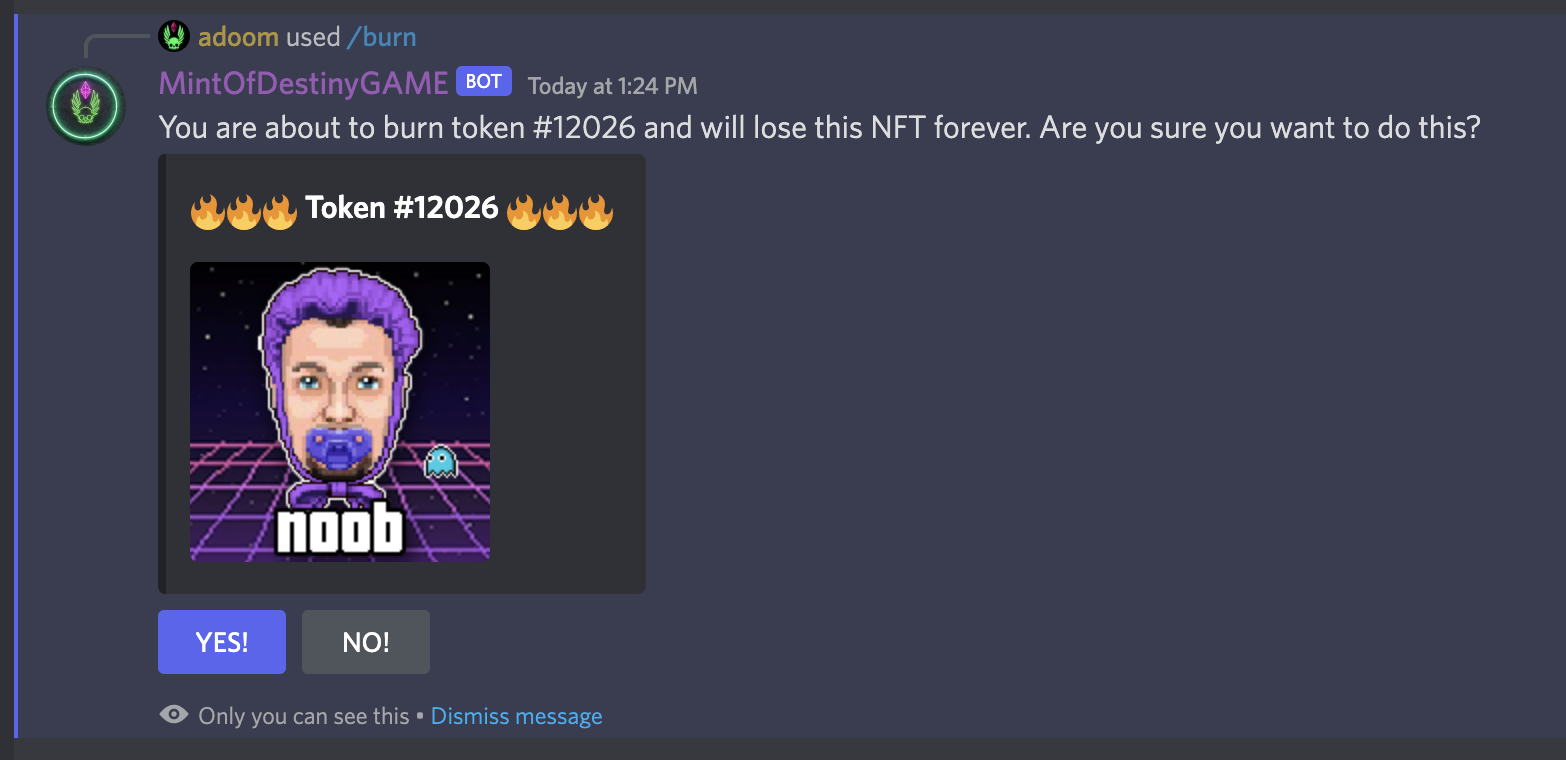 adoom used /burn
MintOfDestinyGAME BOT Today at 1:24 PM
You are about to burn token #12026 and will lose this NFT forever. Are you sure you want to do this?
🔥🔥🔥 Token #12026 🔥🔥🔥
noob
YES! NO!
Only you can see this • Dismiss message